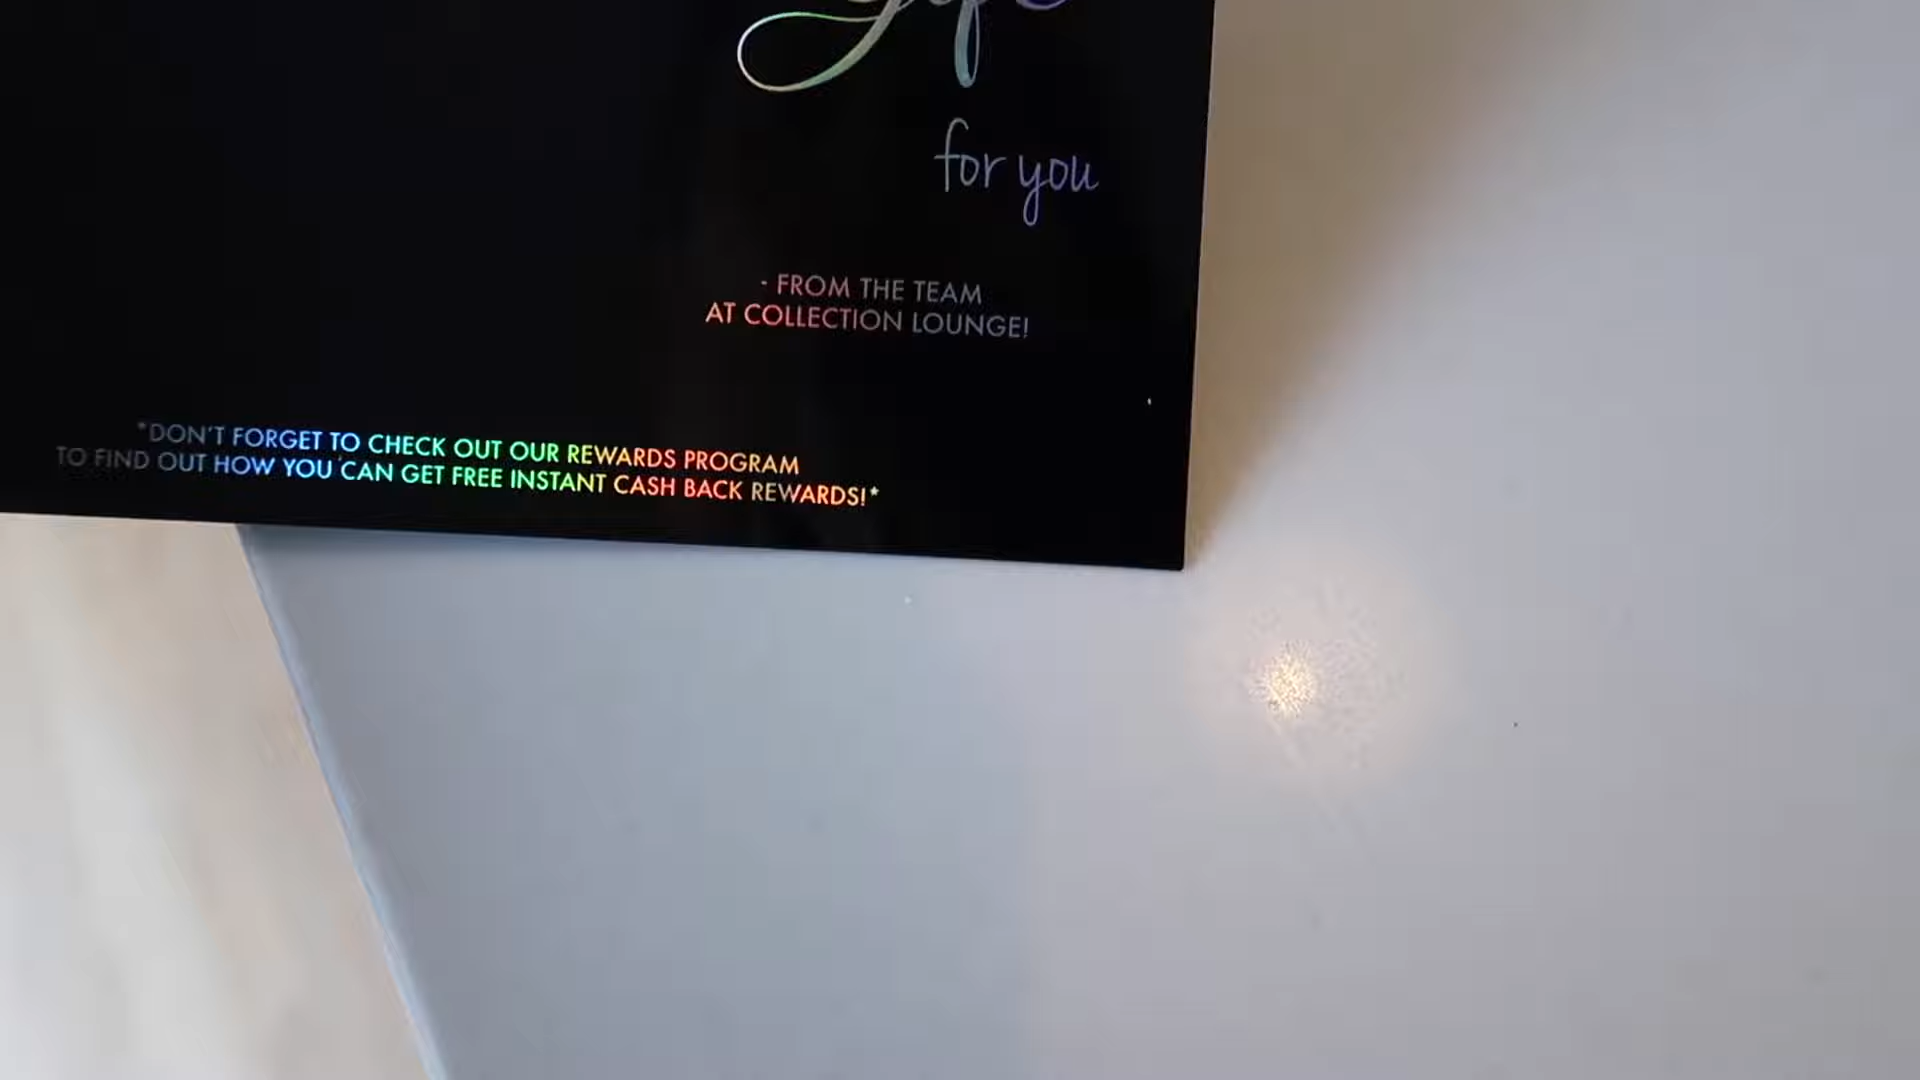 for you
- FROM THE TEAM
AT COLLECTION LOUNGE!
*DON'T FORGET TO CHECK OUT OUR REWARDS PROGRAM
TO FIND OUT HOW YOU CAN GET FREE INSTANT CASH BACK REWARDS!*